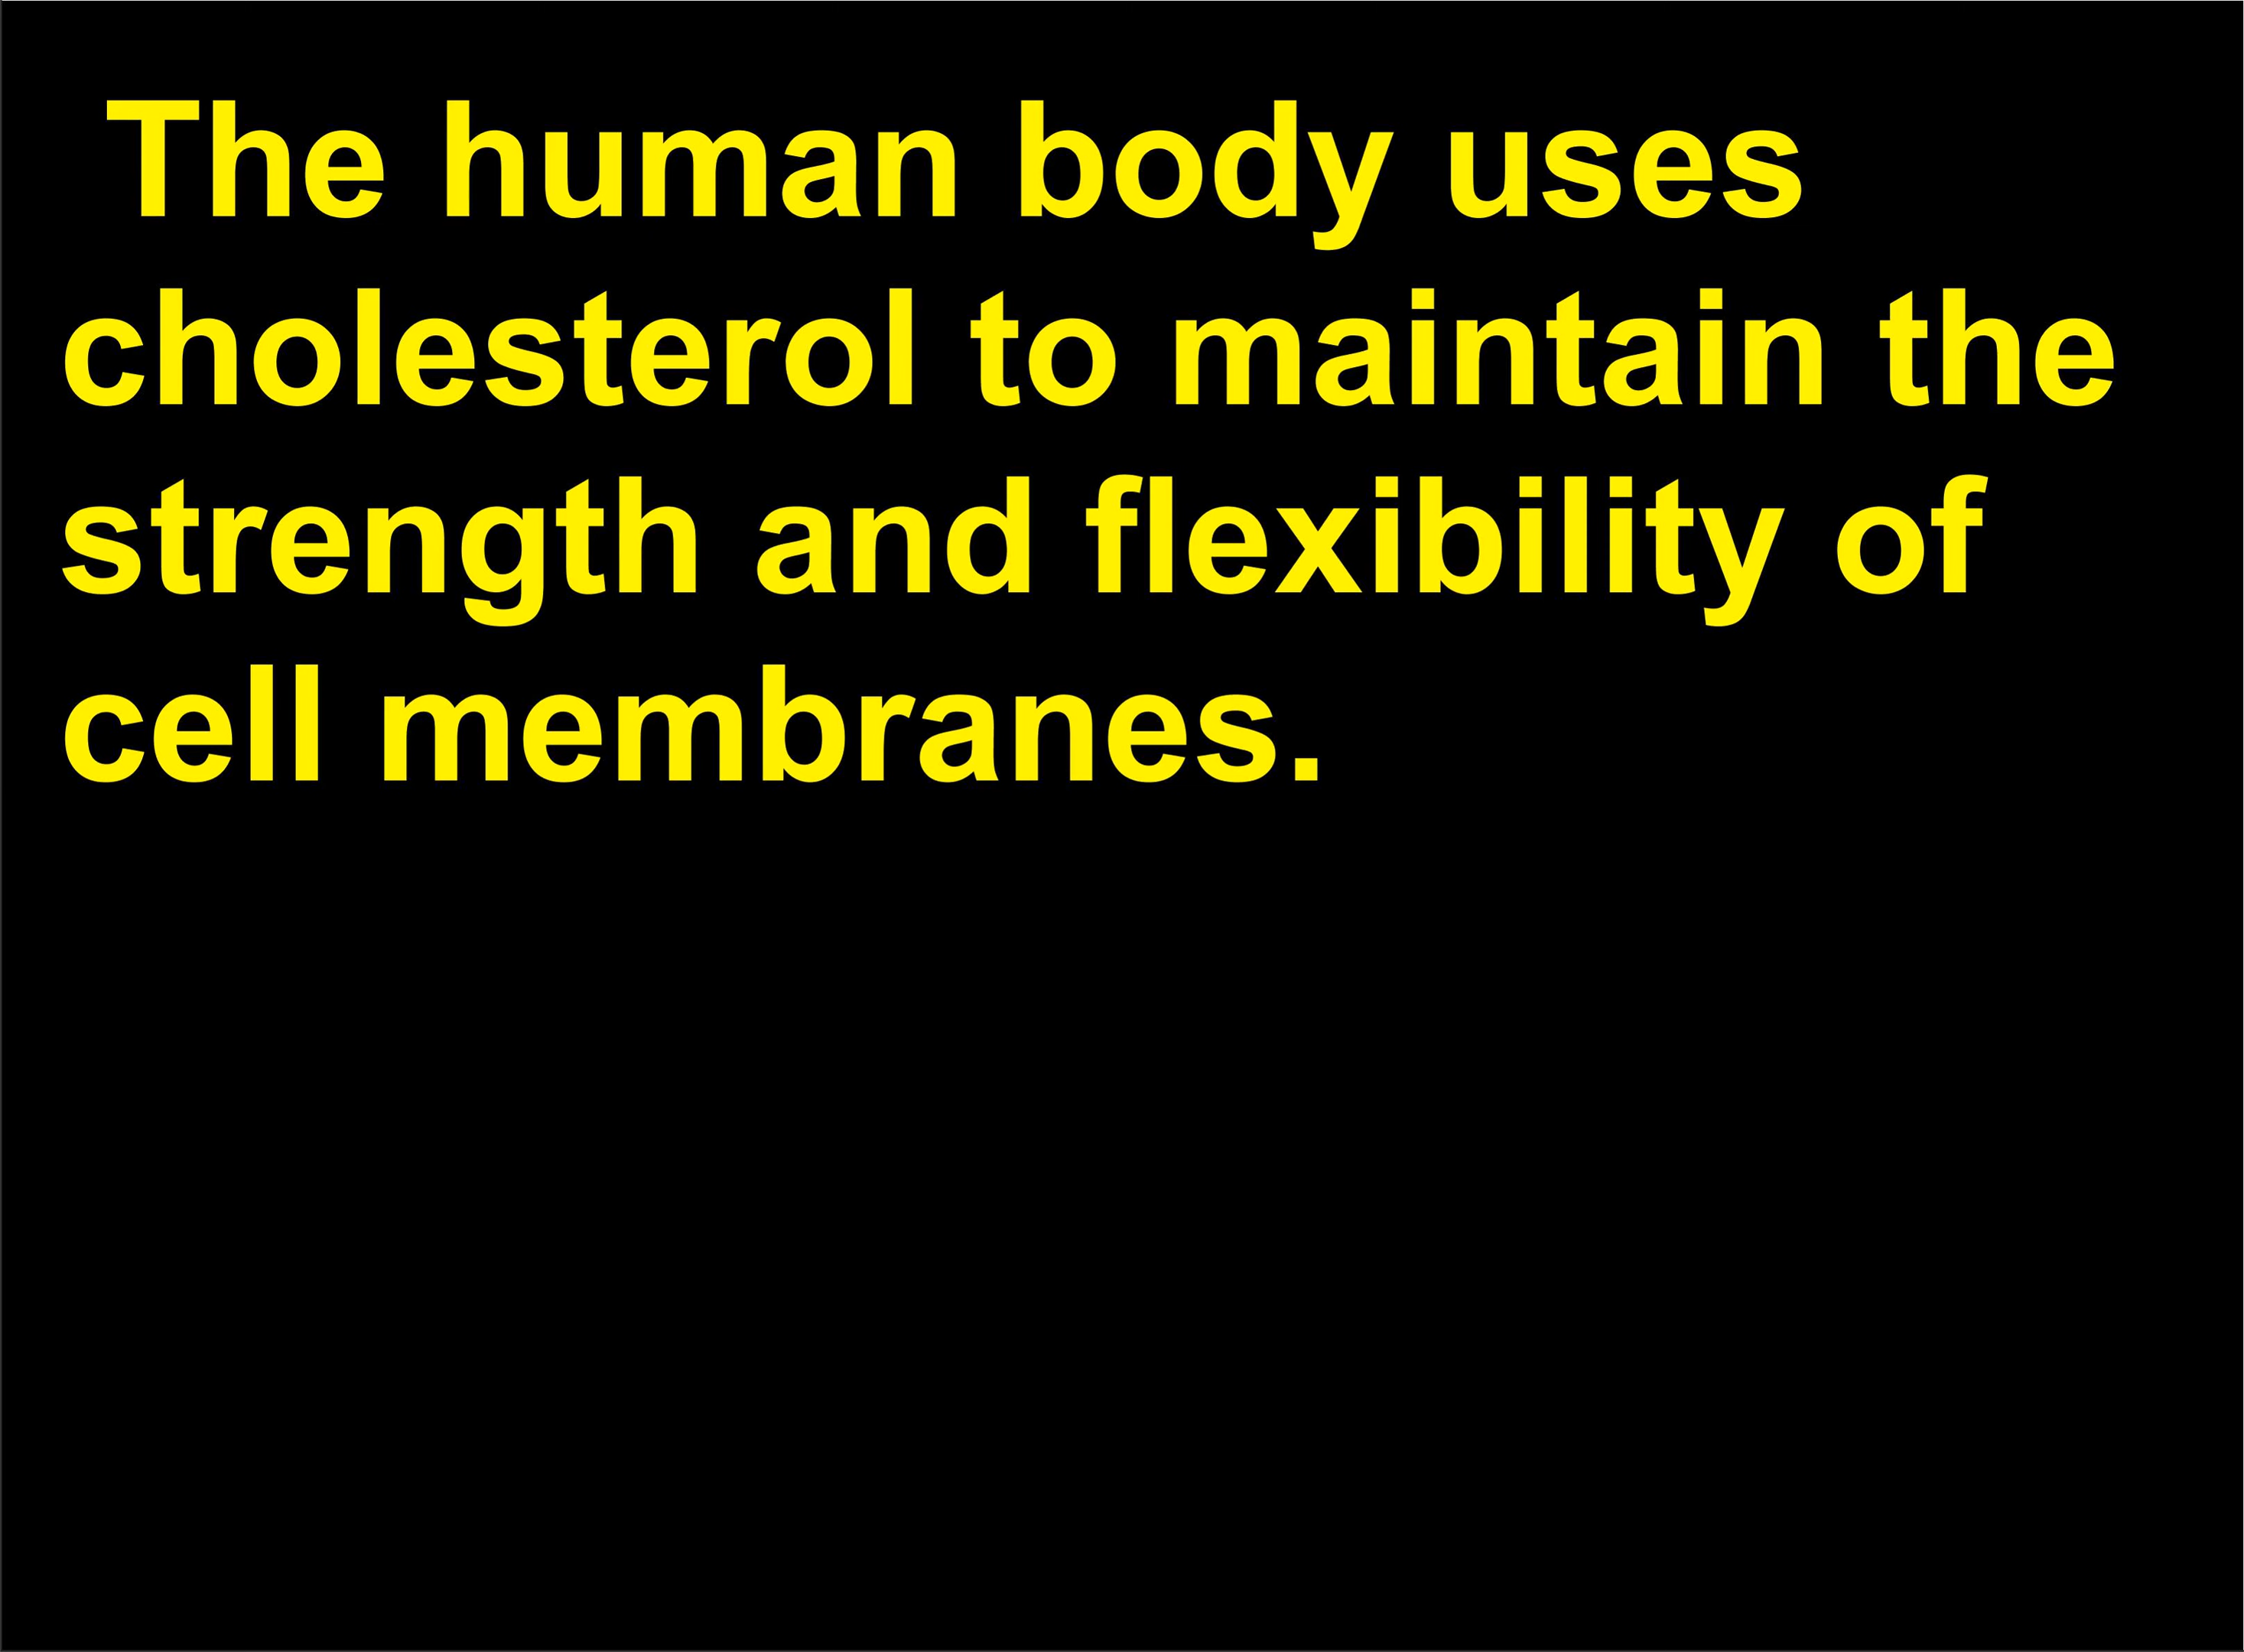 The human body uses
cholesterol to maintain the
strength and flexibility of
cell membranes.